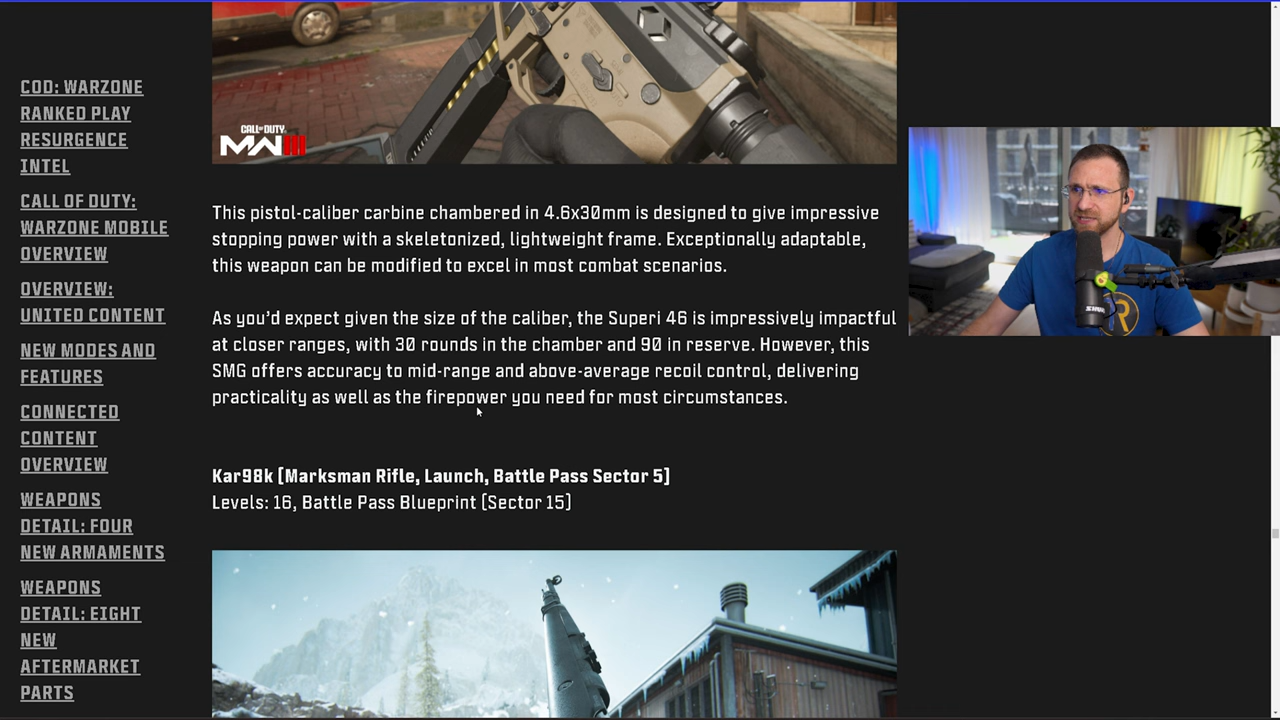 COD: WARZONE
RANKED PLAY
RESURGENCE
INTEL
CALL OF DUTY:
WARZONE MOBILE
OVERVIEW
OVERVIEW:
UNITED CONTENT
NEW MODES AND
FEATURES
CONNECTED
CONTENT
OVERVIEW
WEAPONS
DETAIL: FOUR
NEW ARMAMENTS
WEAPONS
DETAIL: EIGHT
NEW
AFTERMARKET
PARTS
CALL OF DUTY
MWIII
This pistol-caliber carbine chambered in 4.6x30mm is designed to give impressive
stopping power with a skeletonized, lightweight frame. Exceptionally adaptable,
this weapon can be modified to excel in most combat scenarios.
As you’d expect given the size of the caliber, the Superi 46 is impressively impactful
at closer ranges, with 30 rounds in the chamber and 90 in reserve. However, this
SMG offers accuracy to mid-range and above-average recoil control, delivering
practicality as well as the firepower you need for most circumstances.
Kar98k [Marksman Rifle, Launch, Battle Pass Sector 5]
Levels: 16, Battle Pass Blueprint [Sector 15]
SHURE